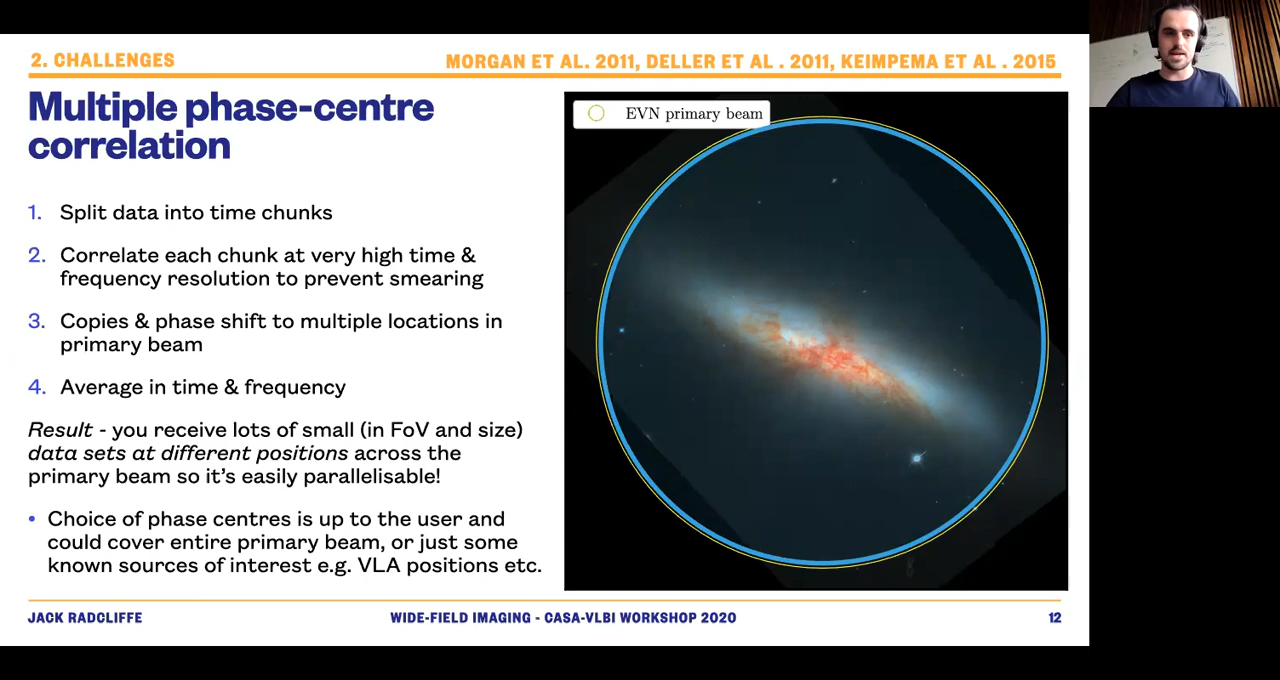 2. CHALLENGES
MORGAN ET AL. 2011, DELLER ET AL . 2011, KEIMPEMA ET AL . 2015
Multiple phase-centre
correlation
1. Split data into time chunks
2. Correlate each chunk at very high time &
frequency resolution to prevent smearing
3. Copies & phase shift to multiple locations in
primary beam
4. Average in time & frequency
Result - you receive lots of small (in FoV and size)
data sets at different positions across the
primary beam so it's easily parallelisable!
• Choice of phase centres is up to the user and
could cover entire primary beam, or just some
known sources of interest e.g. VLA positions etc.
EVN primary beam
JACK RADCLIFFE
WIDE-FIELD IMAGING - CASA-VLBI WORKSHOP 2020
12